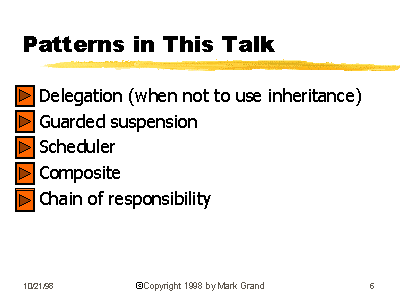 Patterns in This Talk
Delegation (when not to use inheritance)
Guarded suspension
Scheduler
Composite
Chain of responsibility
10/21/98 ©Copyright 1998 by Mark Grand 6